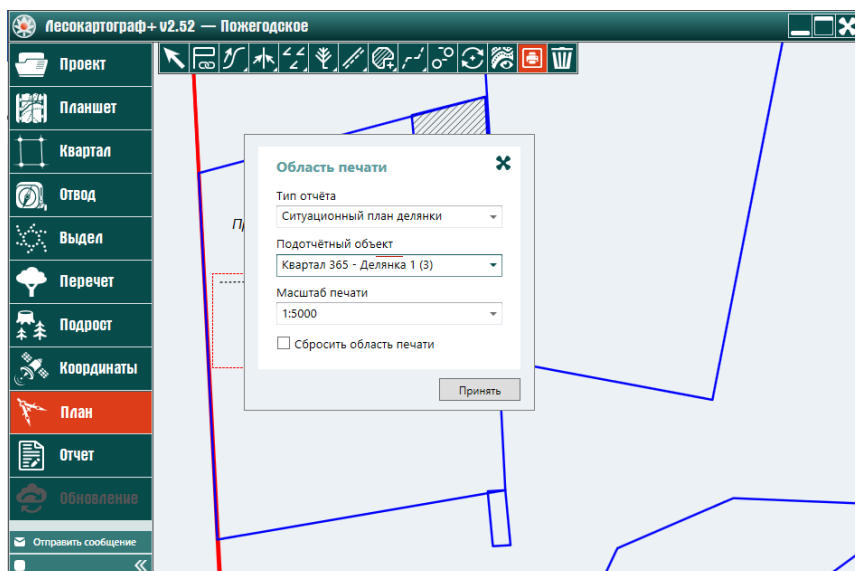 Лесокартограф+ v2.52 — Пожегодское
Проект
Планшет
Квартал
Отвод
Выдел
Перечет
Подрост
Координаты
План
Отчет
Обновление
Отправить сообщение
Область печати
Тип отчёта
Ситуационный план делянки
Подотчётный объект
Квартал 365 - Делянка 1 (3)
Масштаб печати
1:5000
Сбросить область печати
Принять